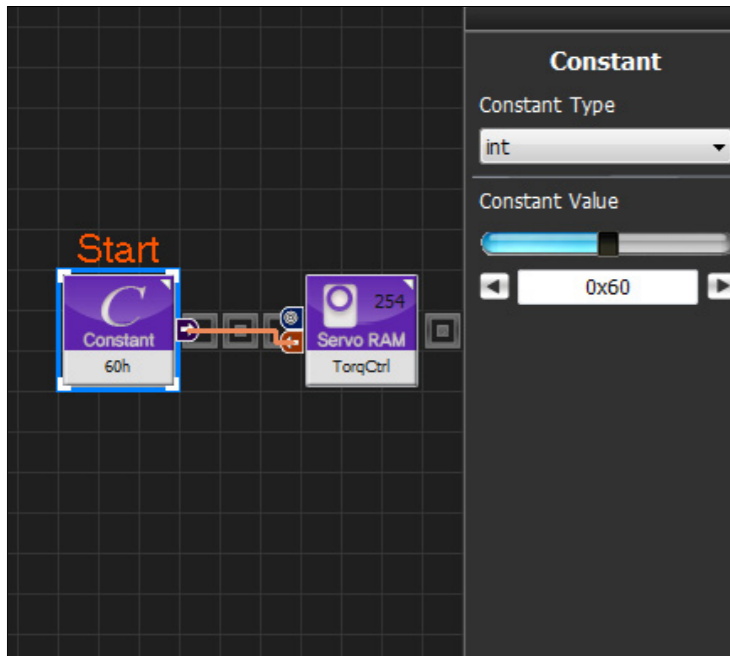 Start
C
Constant
60h
254
Servo RAM
TorqCtrl
Constant
Constant Type
int
Constant Value
0x60